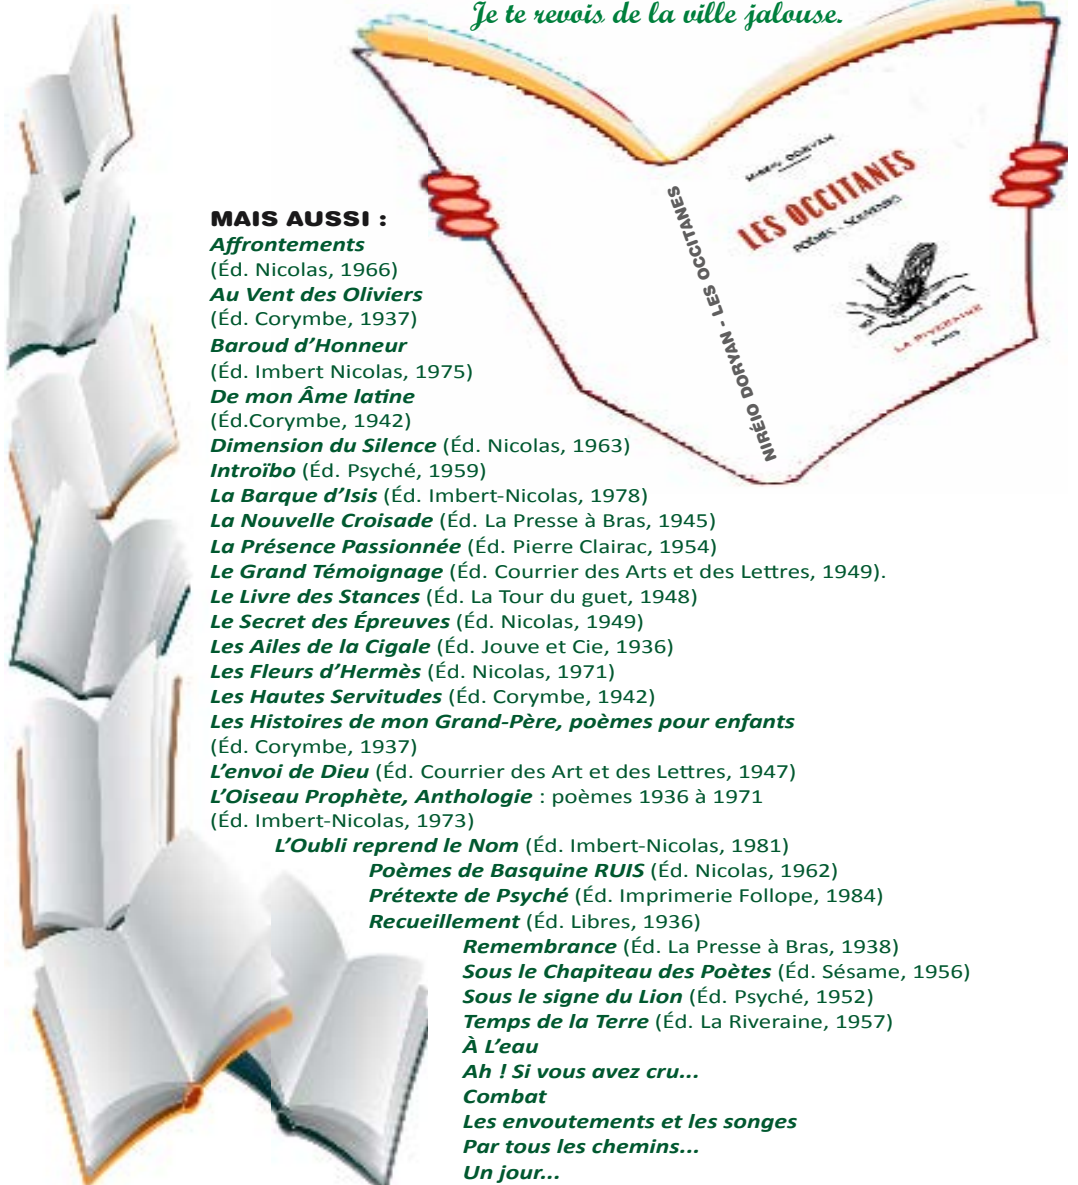 Je te revois de la ville jalouse.
DORYAN
LES OCCITANES
POÈMES - SOUVENIRS
LA RIVERAINE
PARIS
NIRÉIO DORYAN - LES OCCITANES
MAIS AUSSI :
Affrontements
(Éd. Nicolas, 1966)
Au Vent des Oliviers
(Éd. Corymbe, 1937)
Baroud d’Honneur
(Éd. Imbert Nicolas, 1975)
De mon Âme latine
(Éd.Corymbe, 1942)
Dimension du Silence (Éd. Nicolas, 1963)
Introïbo (Éd. Psyché, 1959)
La Barque d’Isis (Éd. Imbert-Nicolas, 1978)
La Nouvelle Croisade (Éd. La Presse à Bras, 1945)
La Présence Passionnée (Éd. Pierre Clairac, 1954)
Le Grand Témoignage (Éd. Courrier des Arts et des Lettres, 1949).
Le Livre des Stances (Éd. La Tour du guet, 1948)
Le Secret des Épreuves (Éd. Nicolas, 1949)
Les Ailes de la Cigale (Éd. Jouve et Cie, 1936)
Les Fleurs d’Hermès (Éd. Nicolas, 1971)
Les Hautes Servitudes (Éd. Corymbe, 1942)
Les Histoires de mon Grand-Père, poèmes pour enfants
(Éd. Corymbe, 1937)
L’envoi de Dieu (Éd. Courrier des Art et des Lettres, 1947)
L’Oiseau Prophète, Anthologie : poèmes 1936 à 1971
(Éd. Imbert-Nicolas, 1973)
L’Oubli reprend le Nom (Éd. Imbert-Nicolas, 1981)
Poèmes de Basquine RUIS (Éd. Nicolas, 1962)
Prétexte de Psyché (Éd. Imprimerie Follope, 1984)
Recueillement (Éd. Libres, 1936)
Remembrance (Éd. La Presse à Bras, 1938)
Sous le Chapiteau des Poètes (Éd. Sésame, 1956)
Sous le signe du Lion (Éd. Psyché, 1952)
Temps de la Terre (Éd. La Riveraine, 1957)
À L’eau
Ah ! Si vous avez cru...
Combat
Les envoutements et les songes
Par tous les chemins...
Un jour...